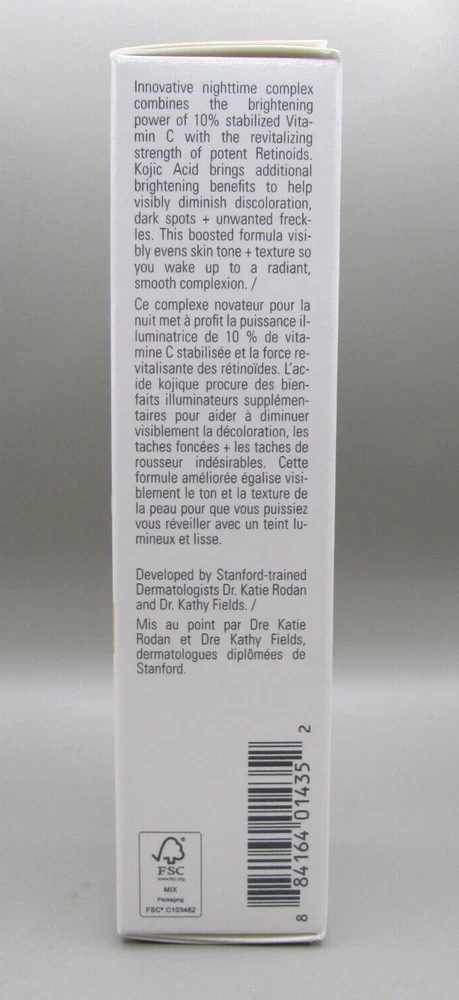 Innovative nighttime complex
combines the brightening
power of 10% stabilized Vita-
min C with the revitalizing
strength of potent Retinoids.
Kojic Acid brings additional
brightening benefits to help
visibly diminish discoloration,
dark spots + unwanted freck-
les. This boosted formula visi-
bly evens skin tone + texture so
you wake up to a radiant,
smooth complexion. /
Ce complexe novateur pour la
nuit met à profit la puissance il-
luminatrice de 10 % de vita-
mine C stabilisée et la force re-
vitalisante des rétinoïdes. L'ac-
ide kojique procure des bien-
faits illuminateurs supplémen-
taires pour aider à diminuer
visiblement la décoloration, les
taches foncées + les taches de
rousseur indésirables. Cette
formule améliorée égalise visi-
blement le ton et la texture de
la peau pour que vous puissiez
vous réveiller avec un teint lu-
mineux et lisse.
Developed by Stanford-trained
Dermatologists Dr. Katie Rodan
and Dr. Kathy Fields. /
Mis au point par Dre Katie
Rodan et Dre Kathy Fields,
dermatologues diplômées de
Stanford.
8 84164 01435 2
FSC
www.fsc.org
MIX
Packaging
FSC® C103482